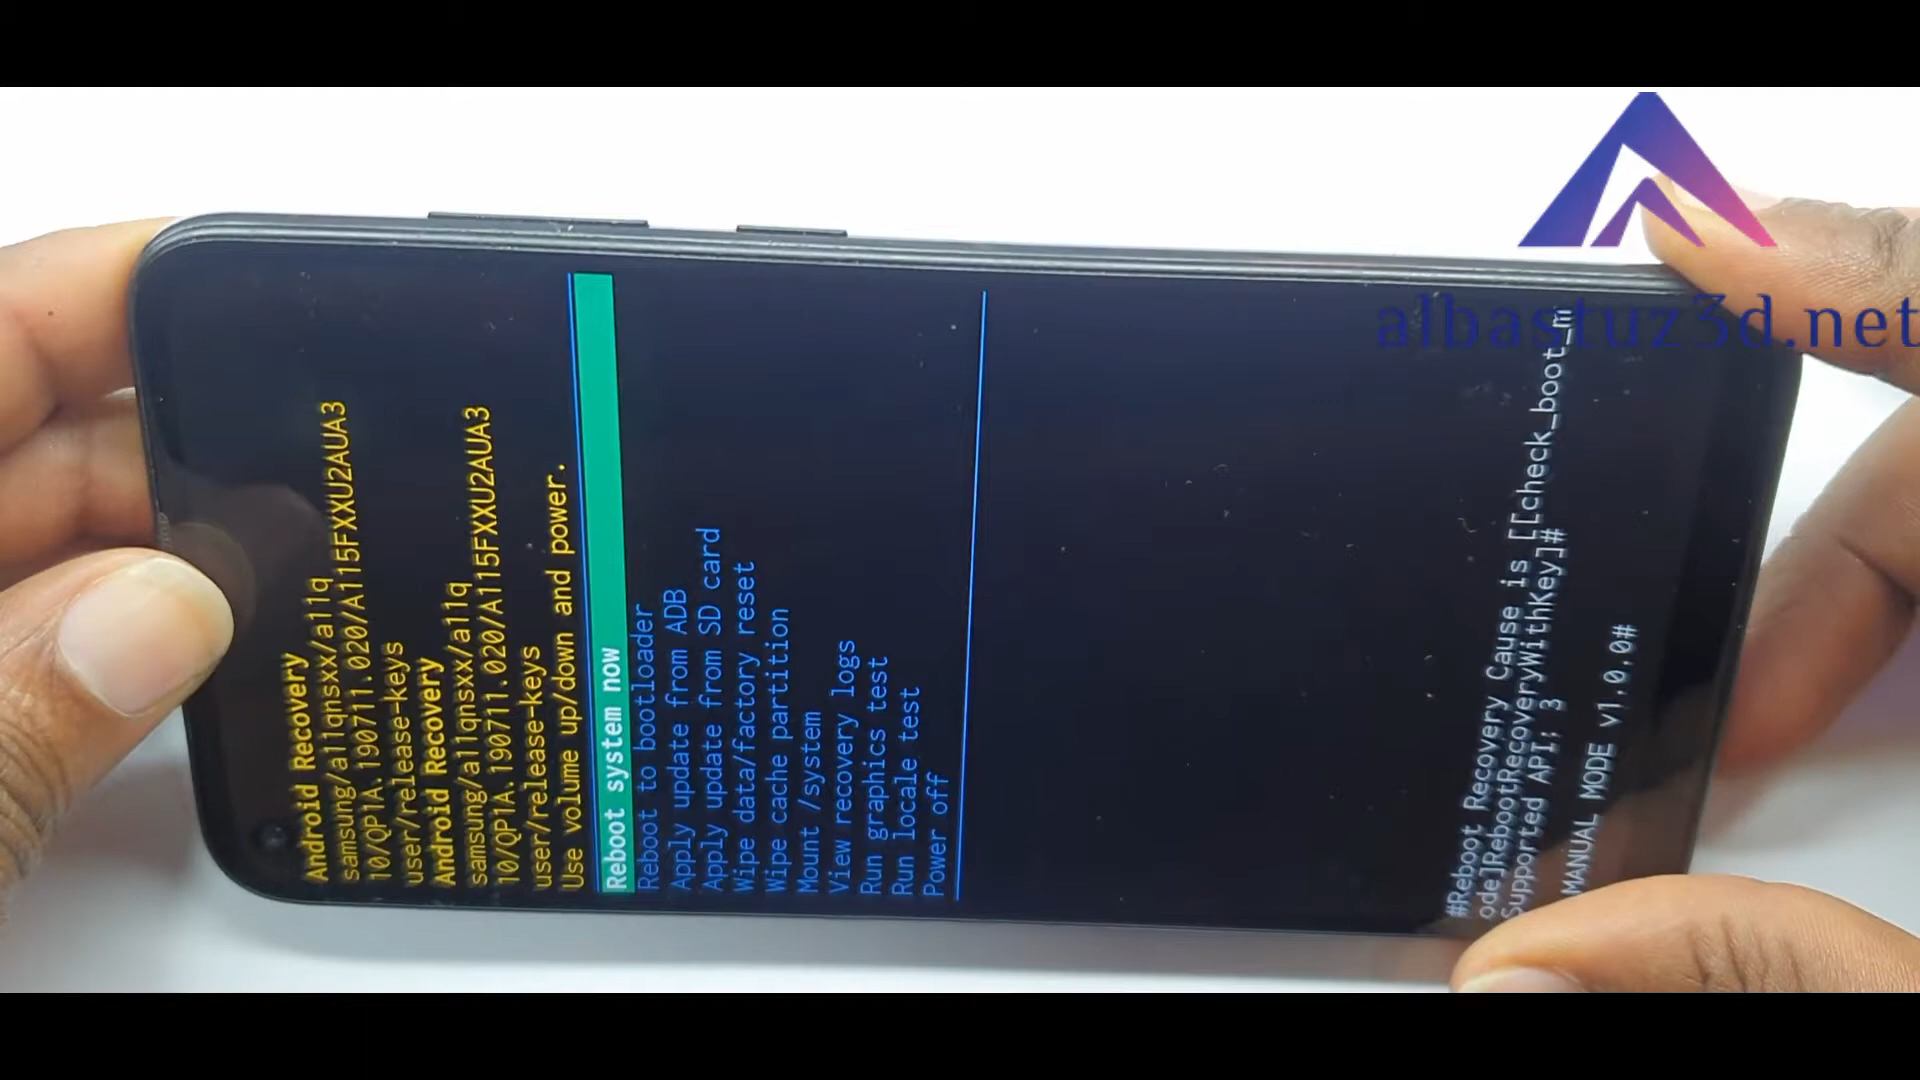 Android Recovery
samsung/a11qnsxx/a11q
10/QP1A.190711.020/A115FXXU2AUA3
user/release-keys
Android Recovery
samsung/a11qnsxx/a11q
10/QP1A.190711.020/A115FXXU2AUA3
user/release-keys
Use volume up/down and power.
Reboot system now
Reboot to bootloader
Apply update from ADB
Apply update from SD card
Wipe data/factory reset
Wipe cache partition
Mount /system
View recovery logs
Run graphics test
Run locale test
Power off
#Reboot Recovery Cause is [[check_boot_m
ode]RebootRecoveryWithKey]#
Supported API: 3
MANUAL MODE v1.0.0#
albastuz3d.net